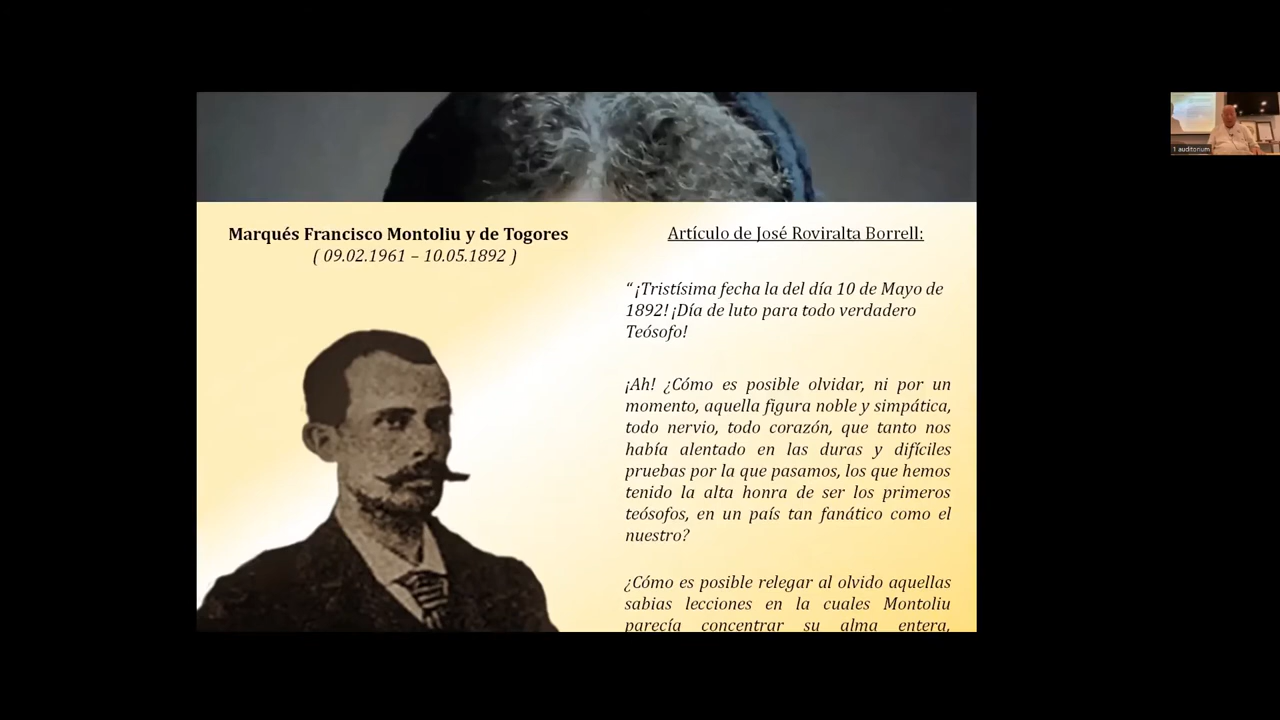 Marqués Francisco Montoliu y de Togores
( 09.02.1961 – 10.05.1892 )
Artículo de José Roviralta Borrell:
“ ¡Tristísima fecha la del día 10 de Mayo de
1892! ¡Día de luto para todo verdadero
Teósofo!
¡Ah! ¿Cómo es posible olvidar, ni por un
momento, aquella figura noble y simpática,
todo nervio, todo corazón, que tanto nos
había alentado en las duras y difíciles
pruebas por la que pasamos, los que hemos
tenido la alta honra de ser los primeros
teósofos, en un país tan fanático como el
nuestro?
¿Cómo es posible relegar al olvido aquellas
sabias lecciones en la cuales Montoliu
parecía concentrar su alma entera,
1 auditorium